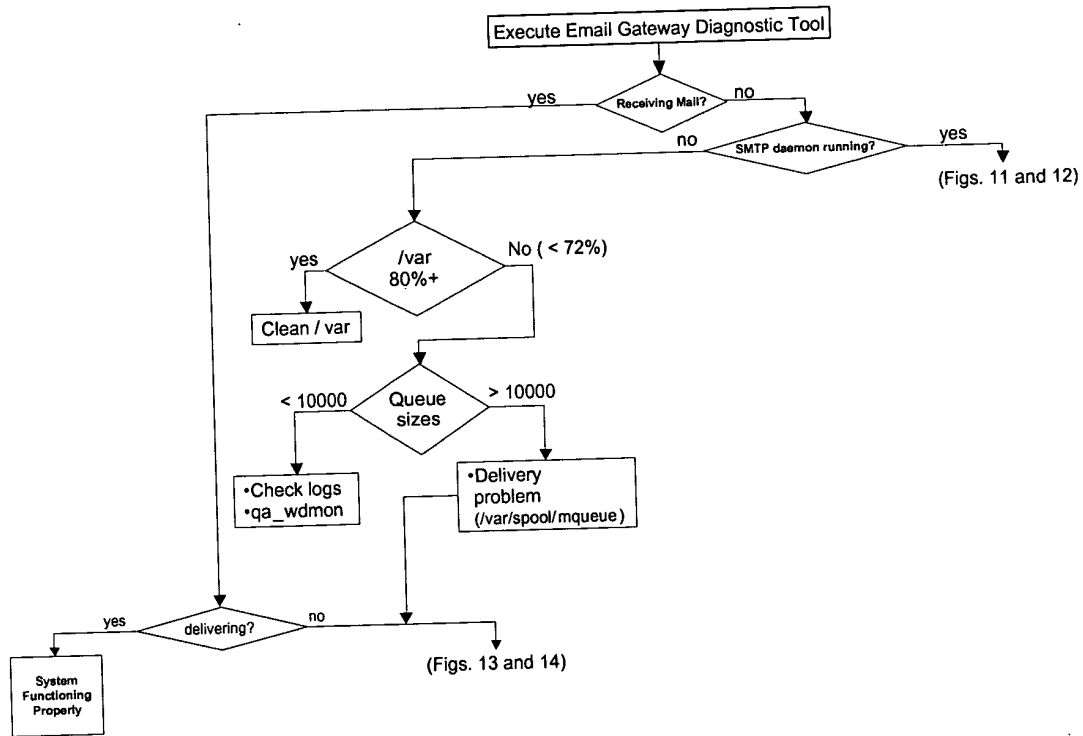 Execute Email Gateway Diagnostic Tool
yes
Receiving Mail?
no
no
SMTP daemon running?
yes
(Figs. 11 and 12)
yes
/var
80%+
No ( < 72%)
Clean / var
< 10000
Queue
sizes
> 10000
•Check logs
•qa_wdmon
•Delivery
problem
(/var/spool/mqueue)
yes
delivering?
no
(Figs. 13 and 14)
System
Functioning
Property